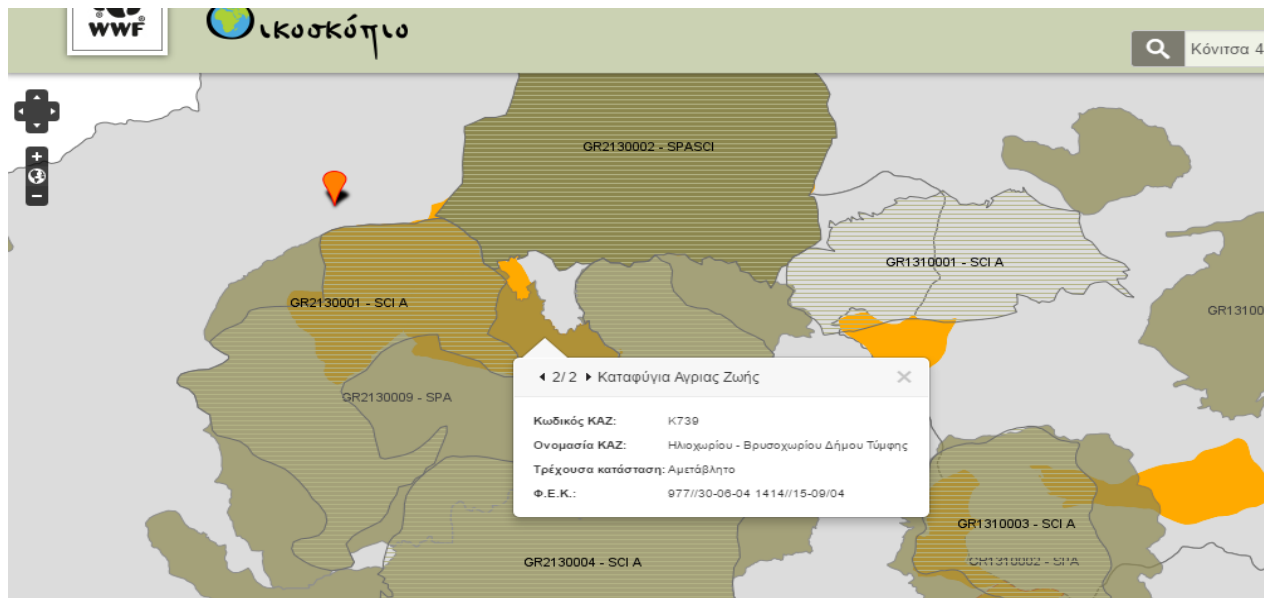 WWF
Οικοσκόπιο
Κόνιτσα 4
GR2130002 - SPASCI
GR1310001 - SCI A
GR2130001 - SCI A
GR13100
2/ 2 Καταφύγια Αγριας Ζωής
GR2130009 - SPA
Κωδικός ΚΑΖ: K739
Ονομασία ΚΑΖ: Ηλιοχωρίου - Βρυσοχωρίου Δήμου Τύμφης
Τρέχουσα κατάσταση: Αμετάβλητο
Φ.Ε.Κ.: 977//30-06-04 1414//15-09/04
GR1310003 - SCI A
GR2130004 - SCI A
GR1310002 - SPA